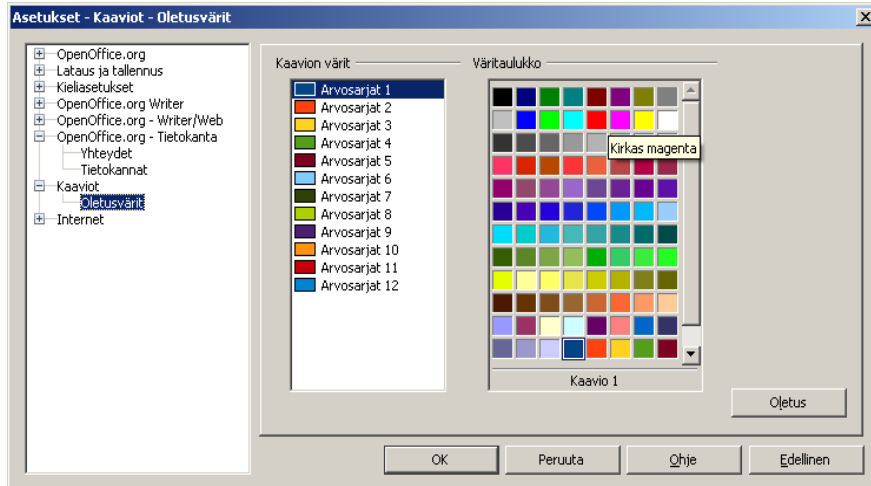 Asetukset - Kaaviot - Oletusvärit
OpenOffice.org
Lataus ja tallennus
Kieliasetukset
OpenOffice.org Writer
OpenOffice.org - Writer/Web
OpenOffice.org - Tietokanta
Yhteydet
Tietokannat
Kaaviot
Oletusvärit
Internet
Kaavion värit
Arvosarjat 1
Arvosarjat 2
Arvosarjat 3
Arvosarjat 4
Arvosarjat 5
Arvosarjat 6
Arvosarjat 7
Arvosarjat 8
Arvosarjat 9
Arvosarjat 10
Arvosarjat 11
Arvosarjat 12
Väritaulukko
Kirkas magenta
Kaavio 1
Oletus
OK
Peruuta
Ohje
Edellinen